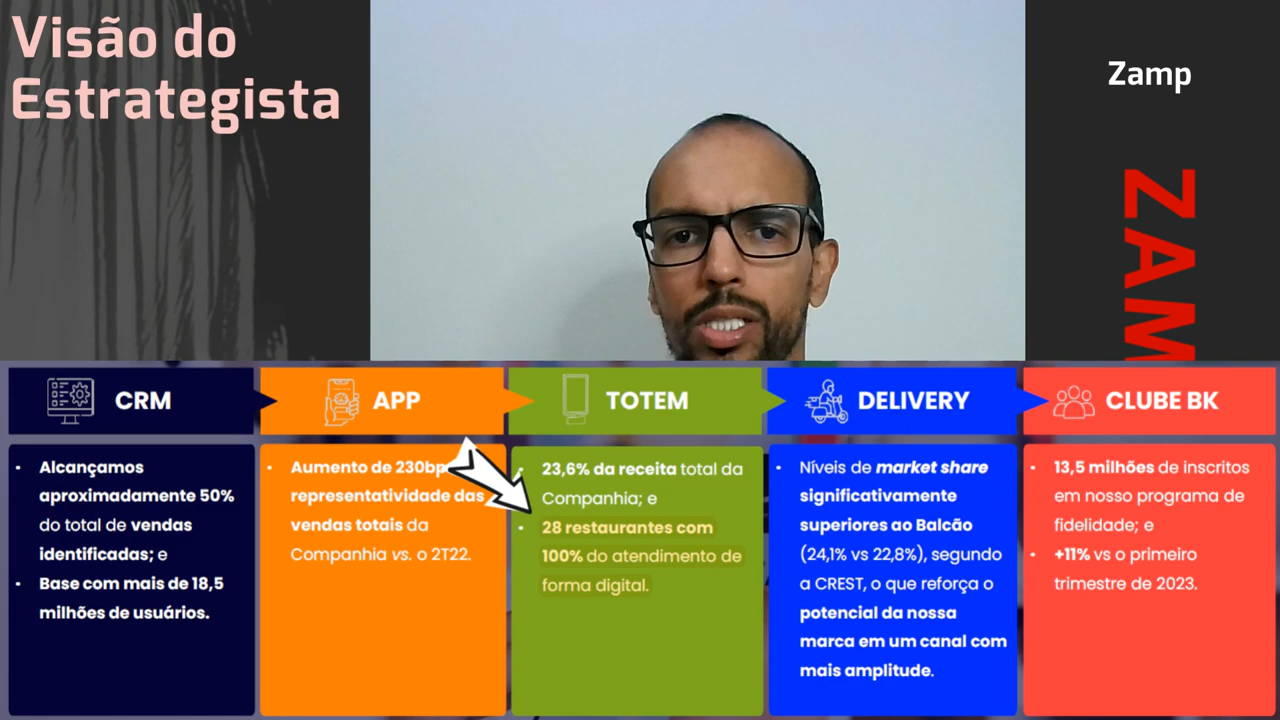 Visão do
Estrategista
Zamp
ZAM
CRM
Alcançamos
aproximadamente 50%
do total de vendas
identificadas; e
Base com mais de 18,5
milhões de usuários.
APP
Aumento de 230bp
representatividade das
vendas totais da
Companhia vs. o 2T22.
TOTEM
23,6% da receita total da
Companhia; e
28 restaurantes com
100% do atendimento de
forma digital.
DELIVERY
Níveis de market share
significativamente
superiores ao Balcão
(24,1% vs 22,8%), segundo
a CREST, o que reforça o
potencial da nossa
marca em um canal com
mais amplitude.
CLUBE BK
13,5 milhões de inscritos
em nosso programa de
fidelidade; e
+11% vs o primeiro
trimestre de 2023.